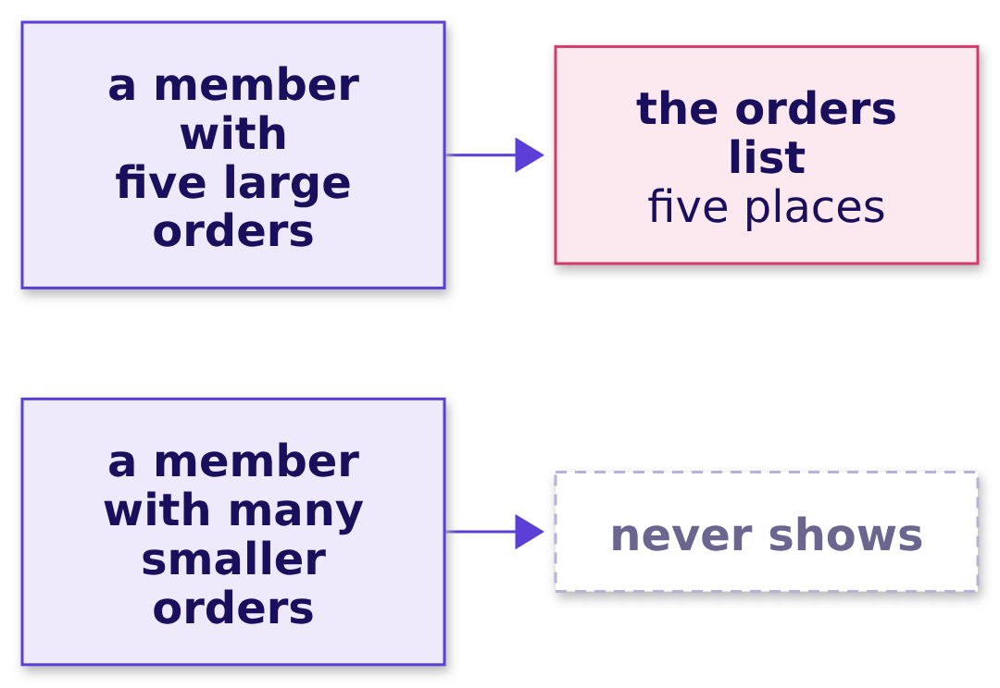 a member
with
five large
orders
the orders
list
five places
a member
with many
smaller
orders
never shows